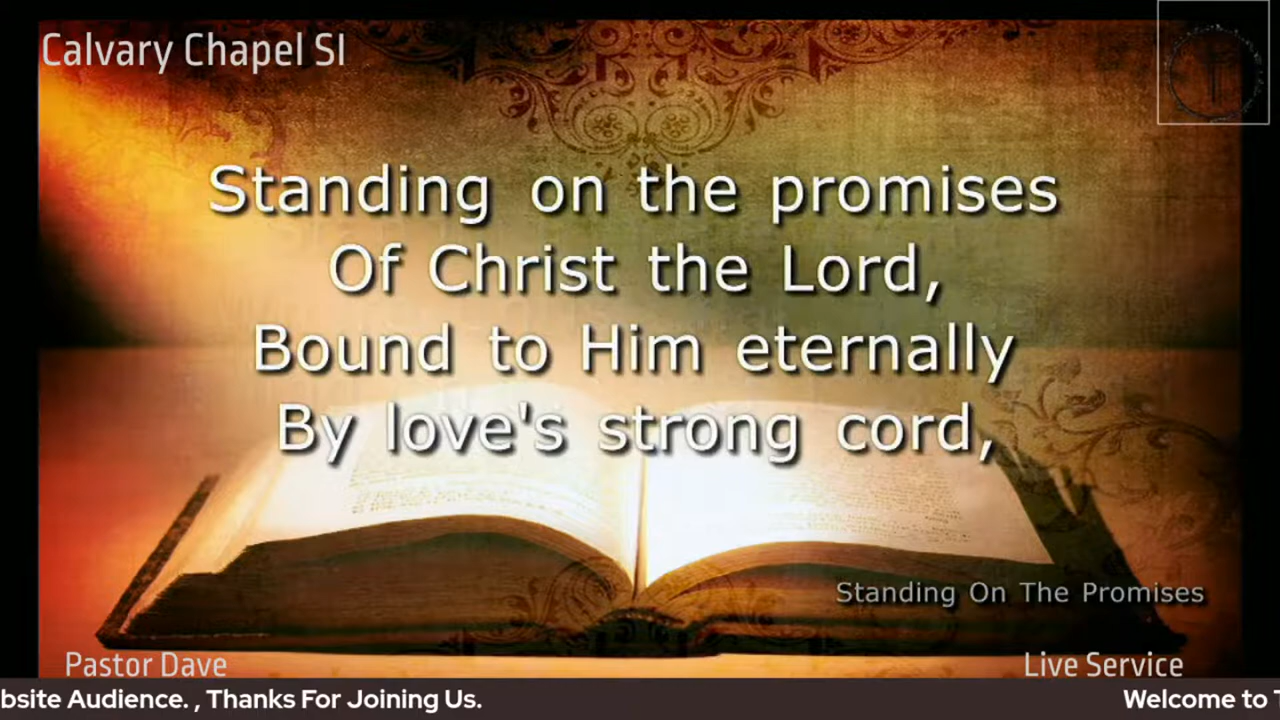 Calvary Chapel SI
Standing on the promises
Of Christ the Lord,
Bound to Him eternally
By love's strong cord,
Standing On The Promises
Pastor Dave
Live Service
Audience. , Thanks For Joining Us.
Welcome to